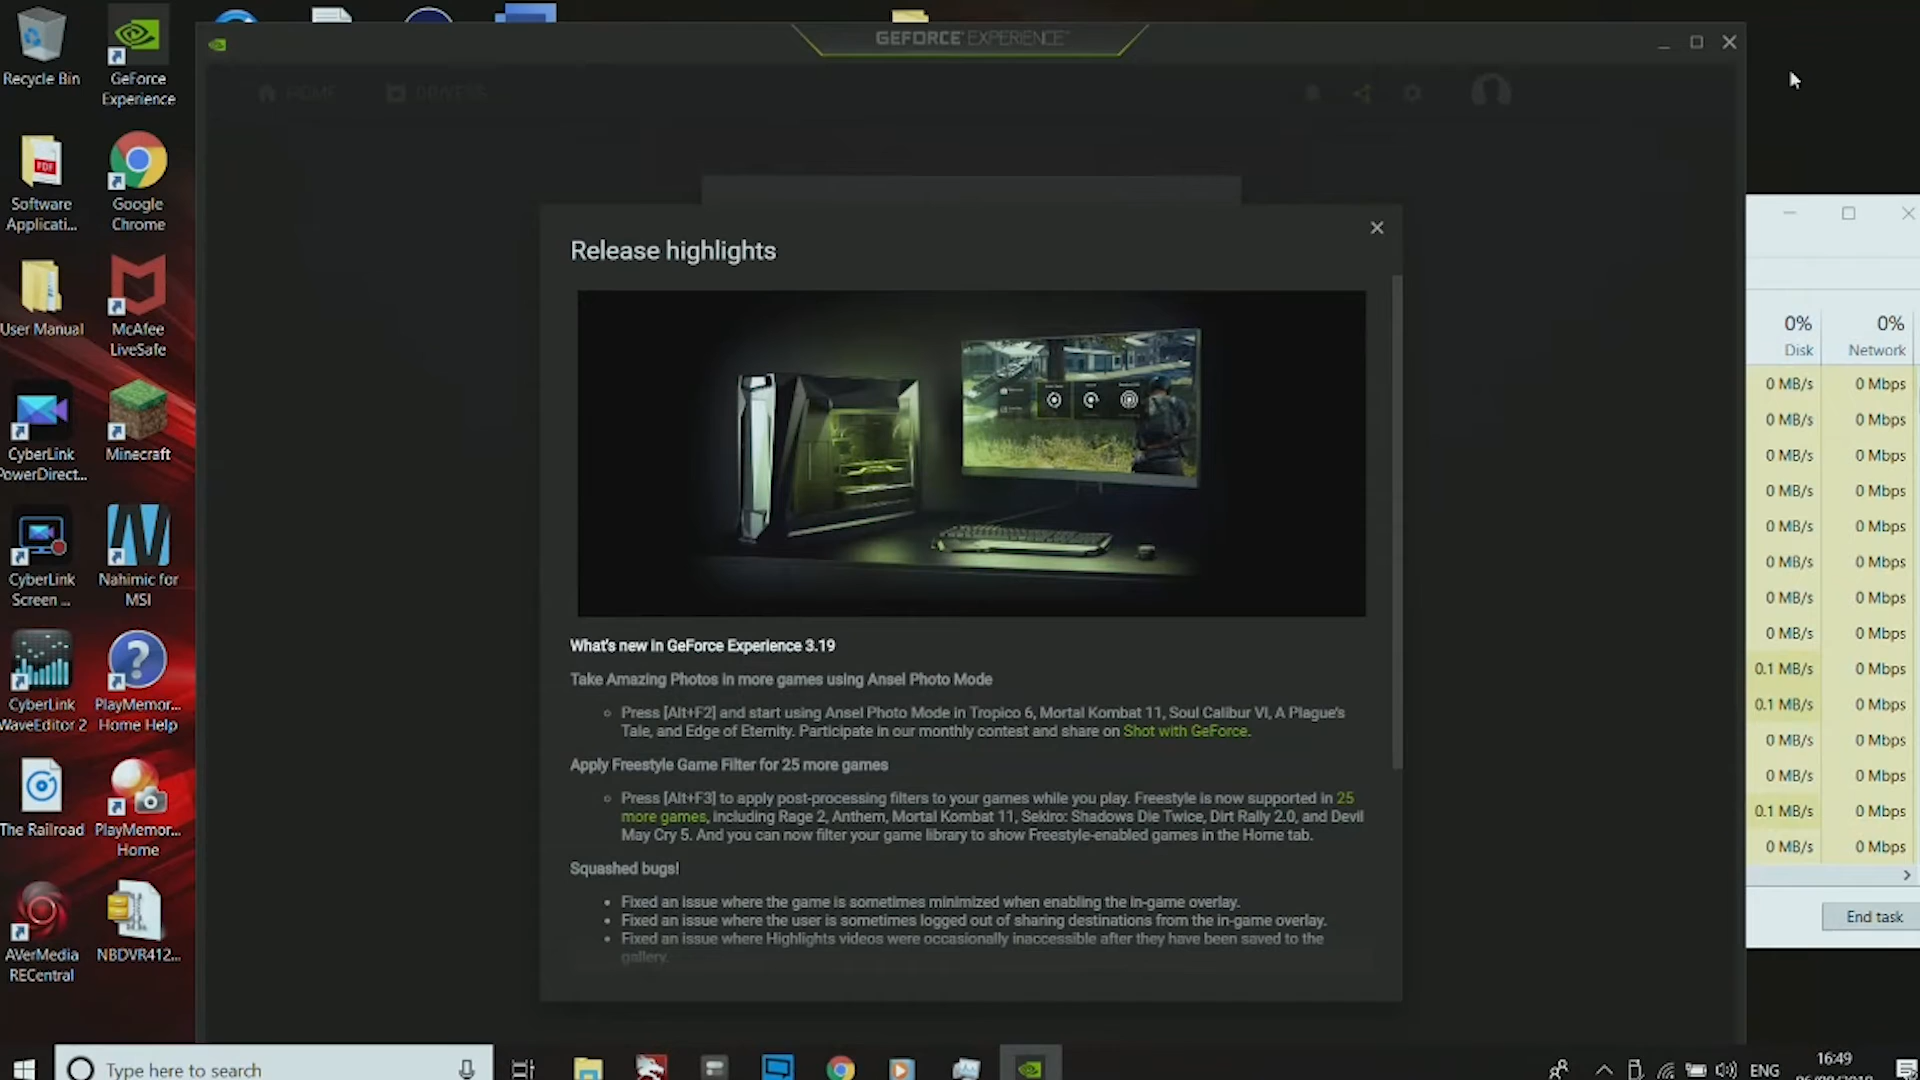 Recycle Bin
GeForce
Experience
Software
Applicati...
Google
Chrome
User Manual
McAfee
LiveSafe
CyberLink
PowerDirect...
Minecraft
CyberLink
Screen ...
Nahimic for
MSI
CyberLink
WaveEditor 2
PlayMemor...
Home Help
The Railroad
PlayMemor...
Home
AVerMedia
RECentral
NBDVR412...
GEFORCE EXPERIENCE
HOME
DRIVERS
Release highlights
What's new in GeForce Experience 3.19
Take Amazing Photos in more games using Ansel Photo Mode
Press [Alt+F2] and start using Ansel Photo Mode in Tropico 6, Mortal Kombat 11, Soul Calibur VI, A Plague's
Tale, and Edge of Eternity. Participate in our monthly contest and share on Shot with GeForce.
Apply Freestyle Game Filter for 25 more games
Press [Alt+F3] to apply post-processing filters to your games while you play. Freestyle is now supported in 25
more games, including Rage 2, Anthem, Mortal Kombat 11, Sekiro: Shadows Die Twice, Dirt Rally 2.0, and Devil
May Cry 5. And you can now filter your game library to show Freestyle-enabled games in the Home tab.
Squashed bugs!
Fixed an issue where the game is sometimes minimized when enabling the in-game overlay.
Fixed an issue where the user is sometimes logged out of sharing destinations from the in-game overlay.
Fixed an issue where Highlights videos were occasionally inaccessible after they have been saved to the
gallery.
0% 0%
Disk Network
0 MB/s 0 Mbps
0 MB/s 0 Mbps
0 MB/s 0 Mbps
0 MB/s 0 Mbps
0 MB/s 0 Mbps
0 MB/s 0 Mbps
0 MB/s 0 Mbps
0 MB/s 0 Mbps
0.1 MB/s 0 Mbps
0.1 MB/s 0 Mbps
0 MB/s 0 Mbps
0 MB/s 0 Mbps
0.1 MB/s 0 Mbps
0 MB/s 0 Mbps
End task
Type here to search
ENG
16:49